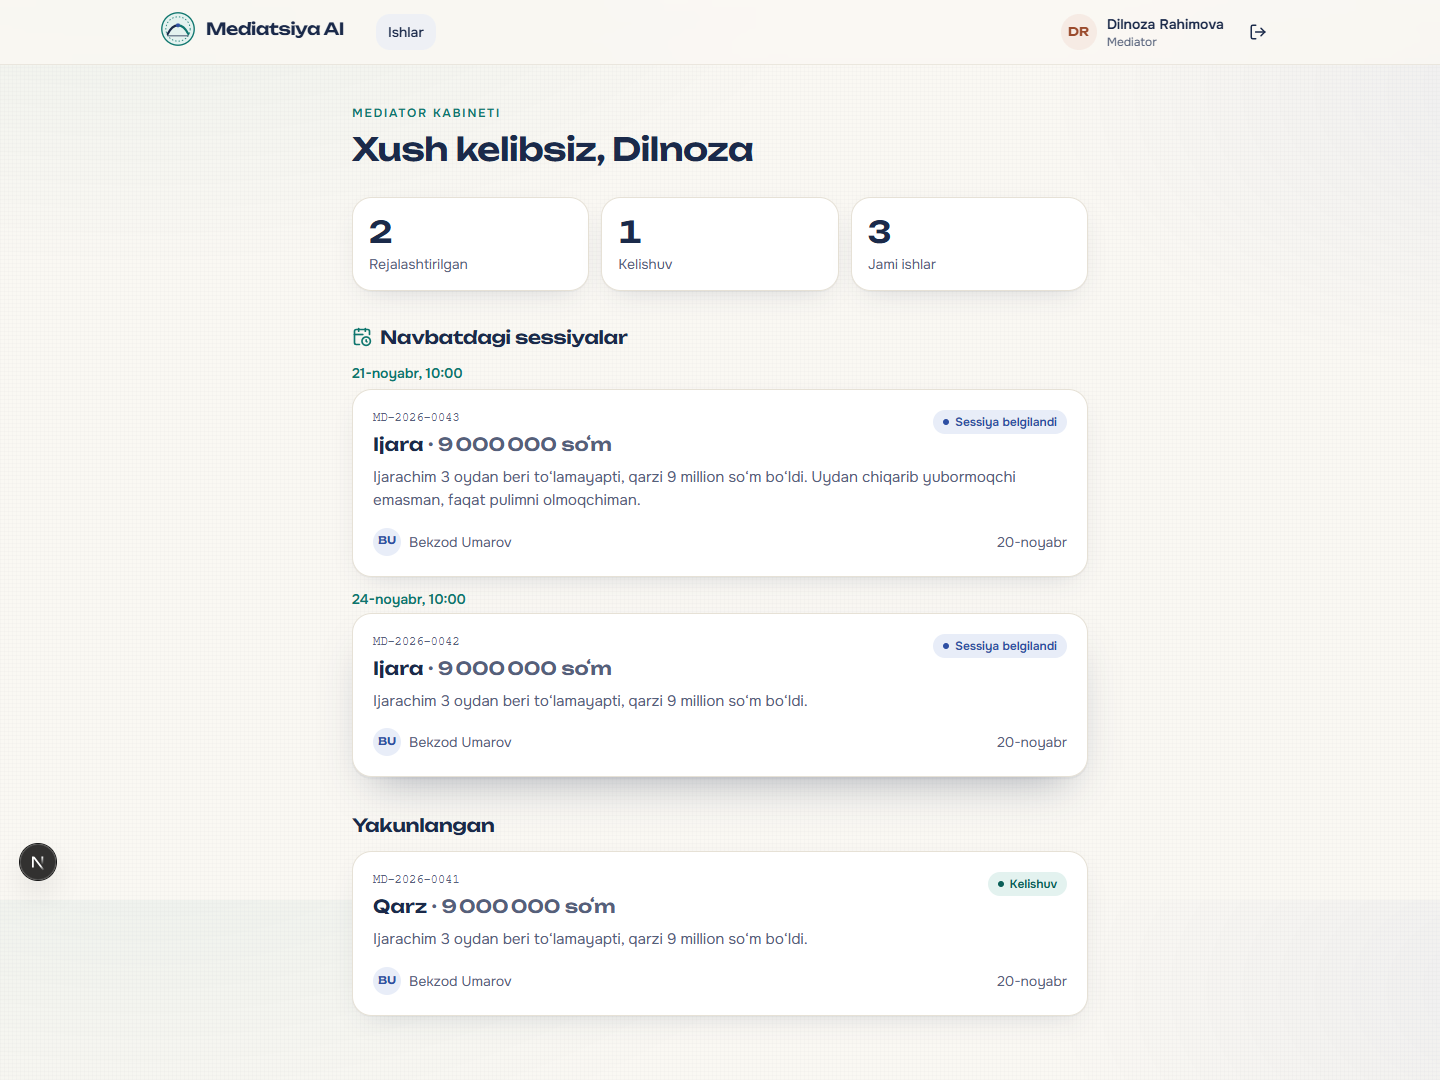 Mediatsiya AI
Ishlar
DR
Dilnoza Rahimova
Mediator
MEDIATOR KABINETI
Xush kelibsiz, Dilnoza
2
Rejalashtirilgan
1
Kelishuv
3
Jami ishlar
Navbatdagi sessiyalar
21-noyabr, 10:00
MD-2026-0043
Sessiya belgilandi
Ijara · 9 000 000 so‘m
Ijarachim 3 oydan beri to‘lamayapti, qarzi 9 million so‘m bo‘ldi. Uydan chiqarib yubormoqchi
emasman, faqat pulimni olmoqchiman.
BU Bekzod Umarov
20-noyabr
24-noyabr, 10:00
MD-2026-0042
Sessiya belgilandi
Ijara · 9 000 000 so‘m
Ijarachim 3 oydan beri to‘lamayapti, qarzi 9 million so‘m bo‘ldi.
BU Bekzod Umarov
20-noyabr
Yakunlangan
N
MD-2026-0041
Kelishuv
Qarz · 9 000 000 so‘m
Ijarachim 3 oydan beri to‘lamayapti, qarzi 9 million so‘m bo‘ldi.
BU Bekzod Umarov
20-noyabr